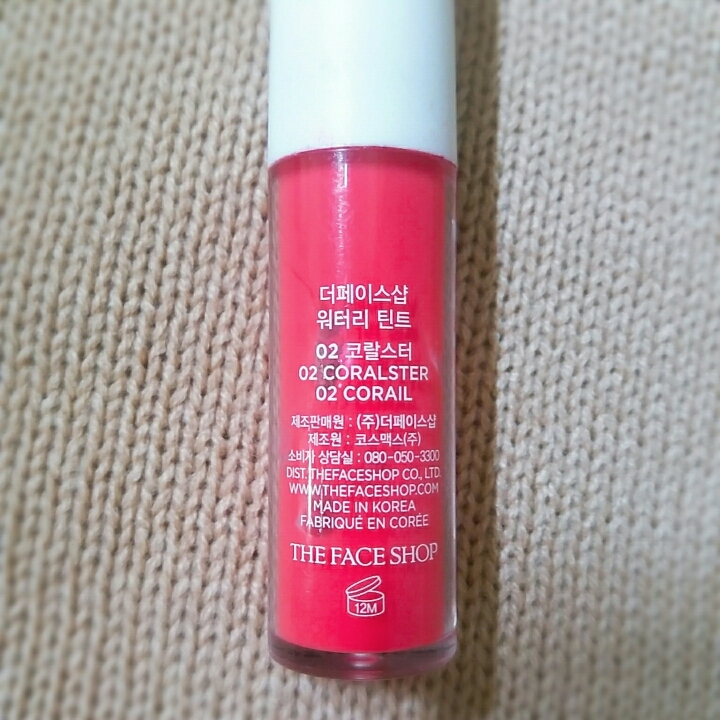 더페이스샵
워터리 틴트
02 코랄스터
02 CORALSTER
02 CORAIL
제조판매원 : (주)더페이스샵
제조원 : 코스맥스(주)
소비자 상담실 : 080-050-3300
DIST. THEFACESHOP CO., LTD.
WWW.THEFACESHOP.COM
MADE IN KOREA
FABRIQUÉ EN CORÉE
THE FACE SHOP
12M